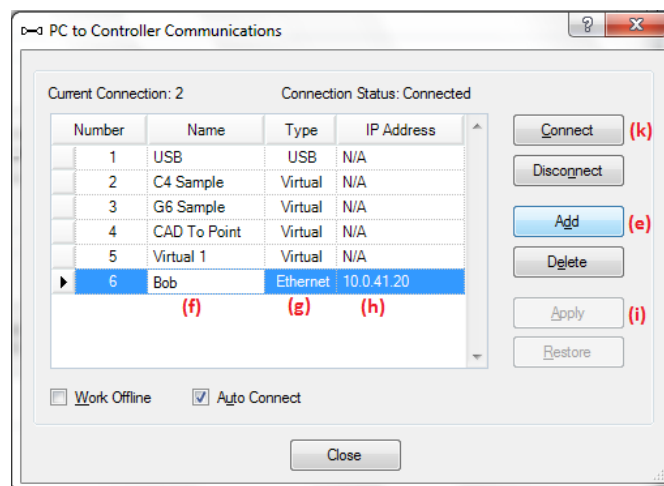 PC to Controller Communications
Current Connection: 2 Connection Status: Connected
Number Name Type IP Address
1 USB USB N/A
2 C4 Sample Virtual N/A
3 G6 Sample Virtual N/A
4 CAD To Point Virtual N/A
5 Virtual 1 Virtual N/A
6 Bob Ethernet 10.0.41.20
(f) (g) (h)
Connect (k)
Disconnect
Add (e)
Delete
Apply (i)
Restore
Work Offline Auto Connect
Close